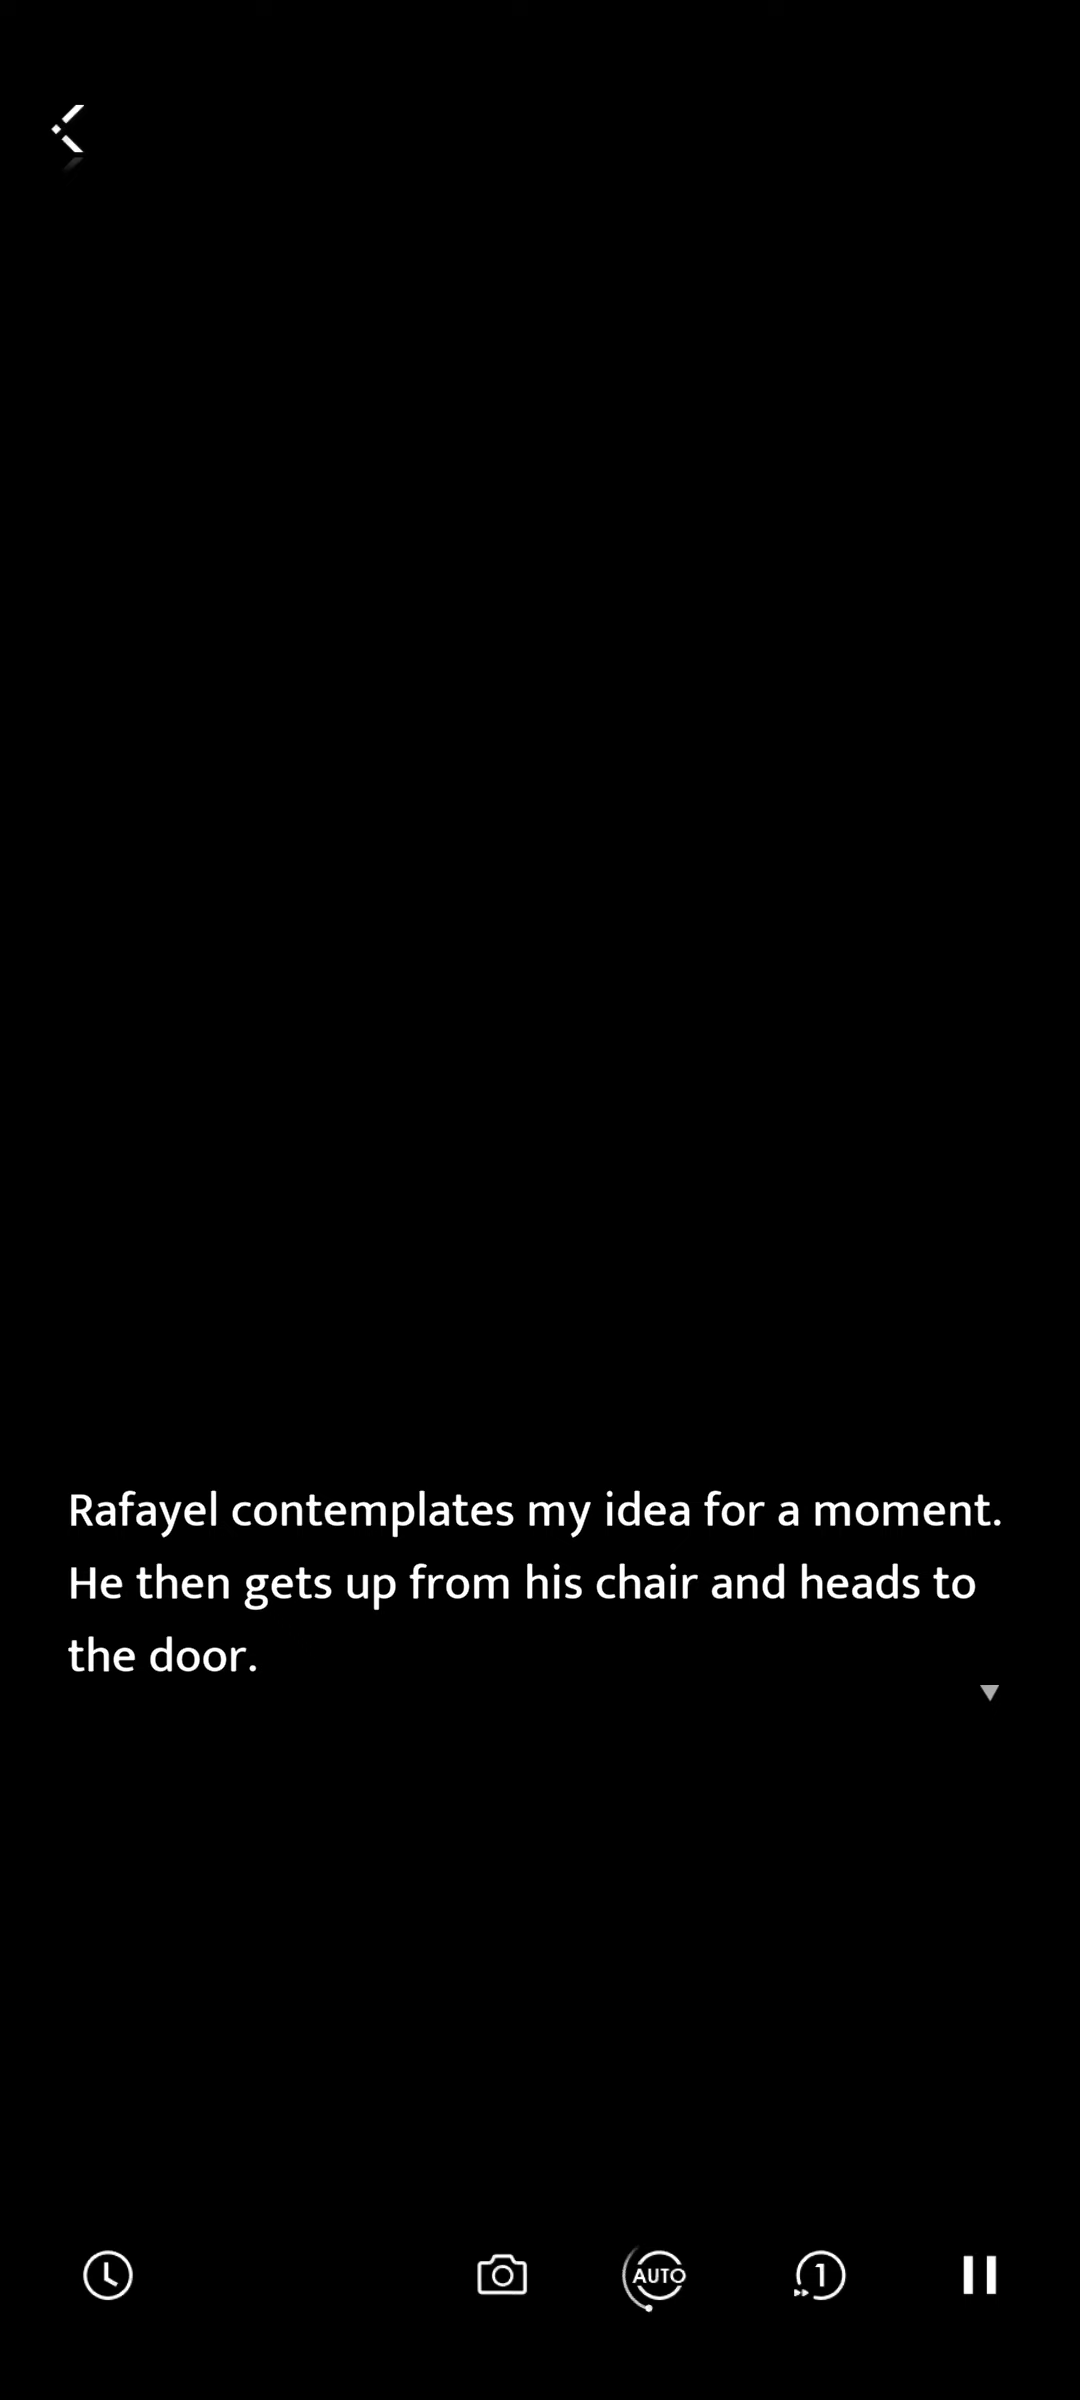 Rafayel contemplates my idea for a moment.
He then gets up from his chair and heads to
the door.
AUTO
1